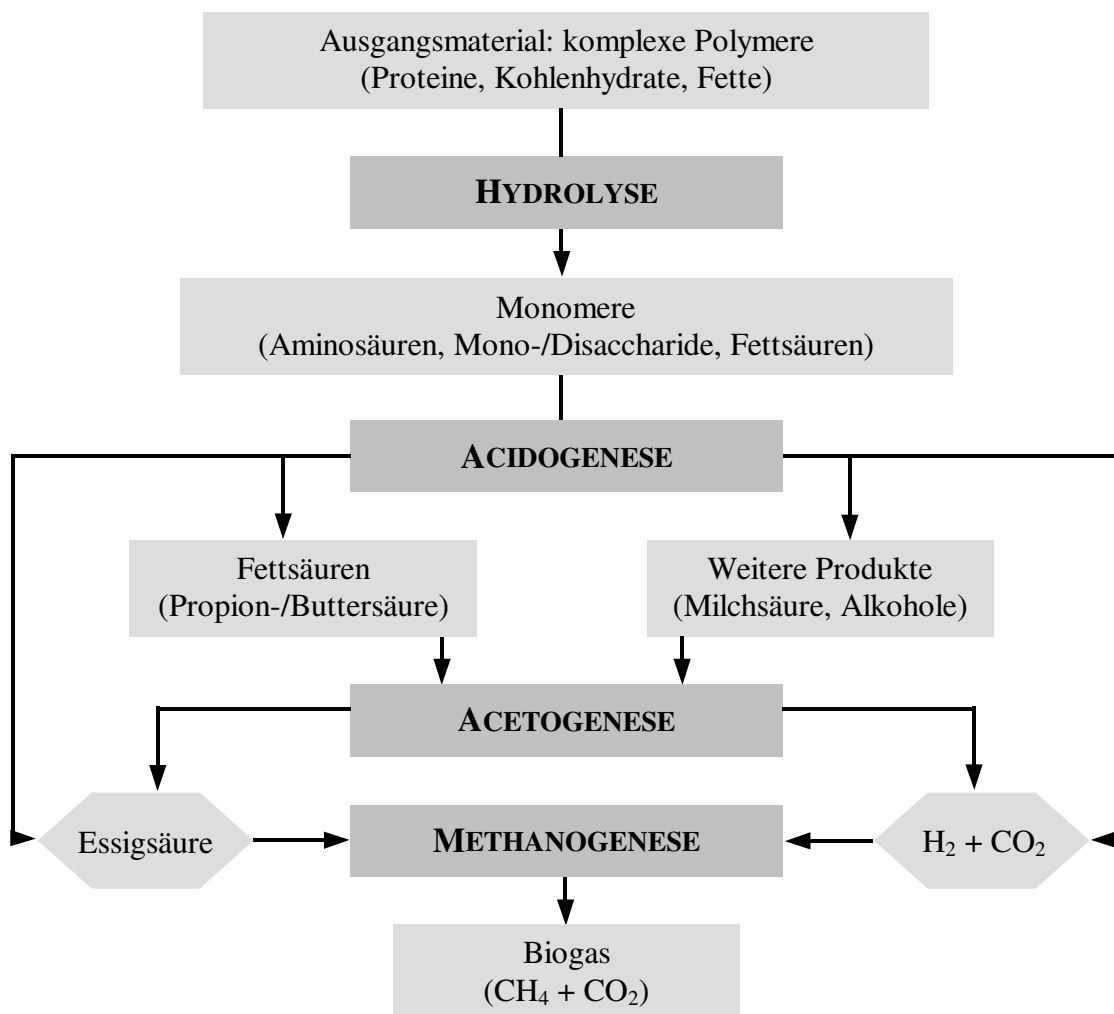 Ausgangsmaterial: komplexe Polymere
(Proteine, Kohlenhydrate, Fette)
HYDROLYSE
Monomere
(Aminosäuren, Mono-/Disaccharide, Fettsäuren)
ACIDOGENESE
Fettsäuren
(Propion-/Buttersäure)
Weitere Produkte
(Milchsäure, Alkohole)
ACETOGENESE
Essigsäure
METHANOGENESE
H₂ + CO₂
Biogas
(CH₄ + CO₂)